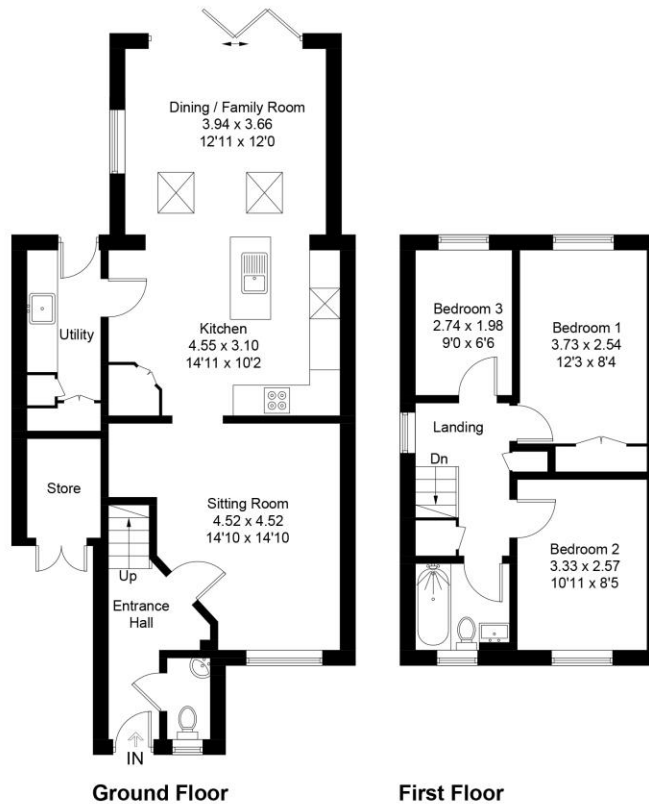 Dining / Family Room
3.94 x 3.66
12'11 x 12'0
Utility
Kitchen
4.55 x 3.10
14'11 x 10'2
Store
Sitting Room
4.52 x 4.52
14'10 x 14'10
Up
Entrance
Hall
IN
Ground Floor
Bedroom 3
2.74 x 1.98
9'0 x 6'6
Bedroom 1
3.73 x 2.54
12'3 x 8'4
Landing
Dn
Bedroom 2
3.33 x 2.57
10'11 x 8'5
First Floor